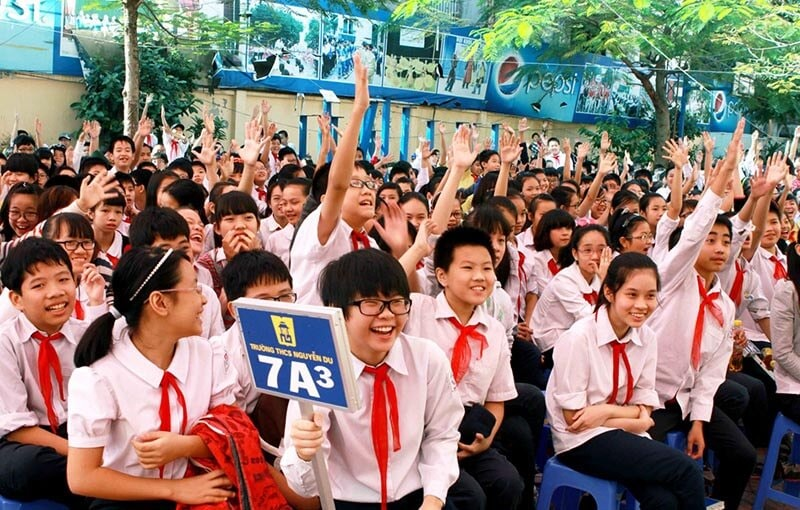 pepsi
TRƯỜNG THCS NGUYỄN DU
7A3